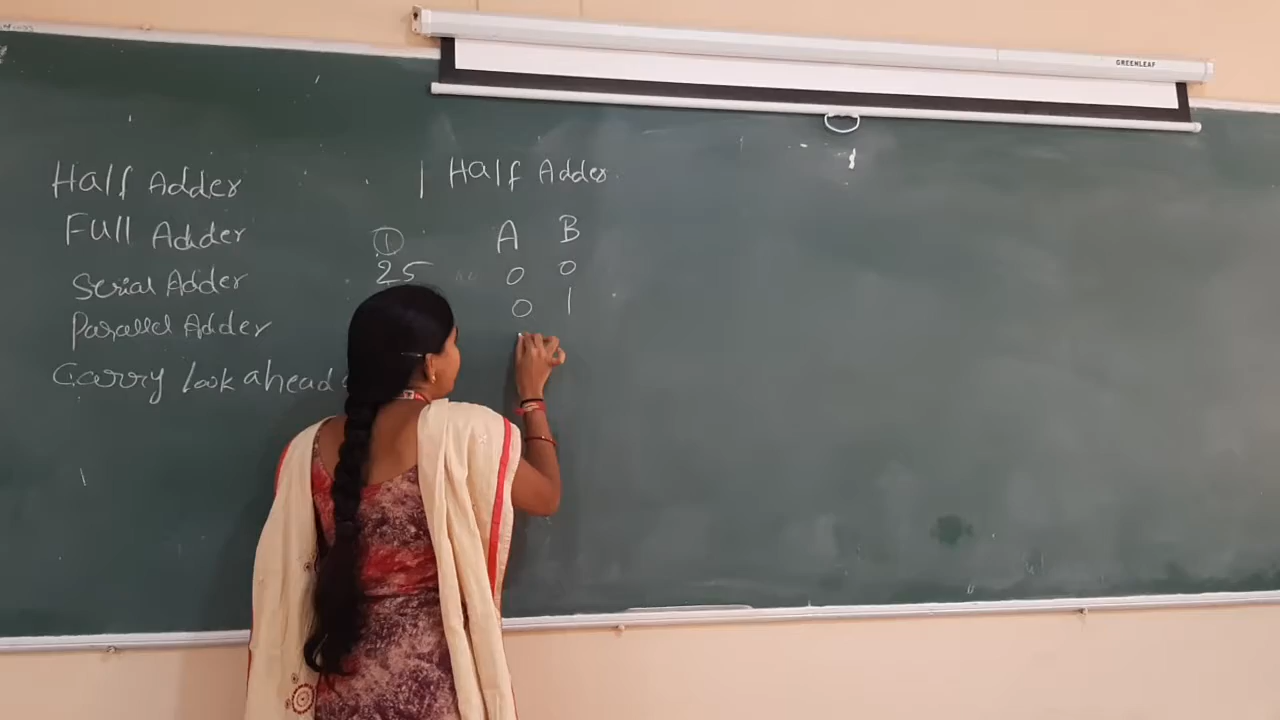 GREENLEAF
Half Adder
Full Adder
Serial Adder
Parallel Adder
Carry look ahead
1 Half Adder
A B
0 0
0 1
1
25